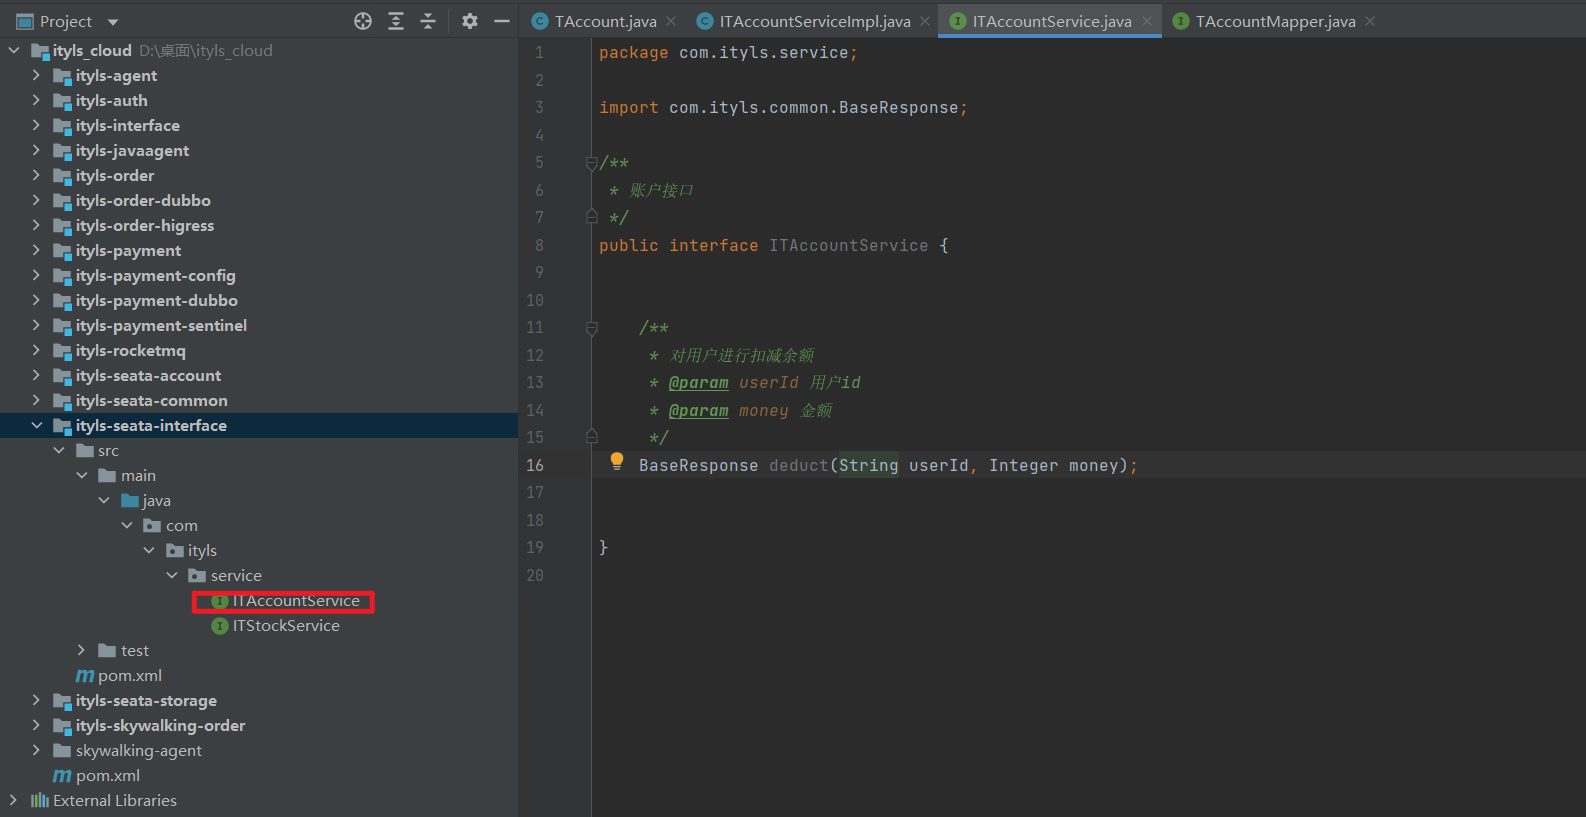 Project
TAccount.java
ITAccountServiceImpl.java
ITAccountService.java
TAccountMapper.java
ityls_cloud D:\桌面\ityls_cloud
ityls-agent
ityls-auth
ityls-interface
ityls-javaagent
ityls-order
ityls-order-dubbo
ityls-order-higress
ityls-payment
ityls-payment-config
ityls-payment-dubbo
ityls-payment-sentinel
ityls-rocketmq
ityls-seata-account
ityls-seata-common
ityls-seata-interface
src
main
java
com
ityls
service
ITAccountService
ITStockService
test
pom.xml
ityls-seata-storage
ityls-skywalking-order
skywalking-agent
pom.xml
External Libraries
1 package com.ityls.service;
2
3 import com.ityls.common.BaseResponse;
4
5 /**
6 * 账户接口
7 */
8 public interface ITAccountService {
9
10
11 /**
12 * 对用户进行扣减余额
13 * @param userId 用户id
14 * @param money 金额
15 */
16 BaseResponse deduct(String userId, Integer money);
17
18
19 }
20